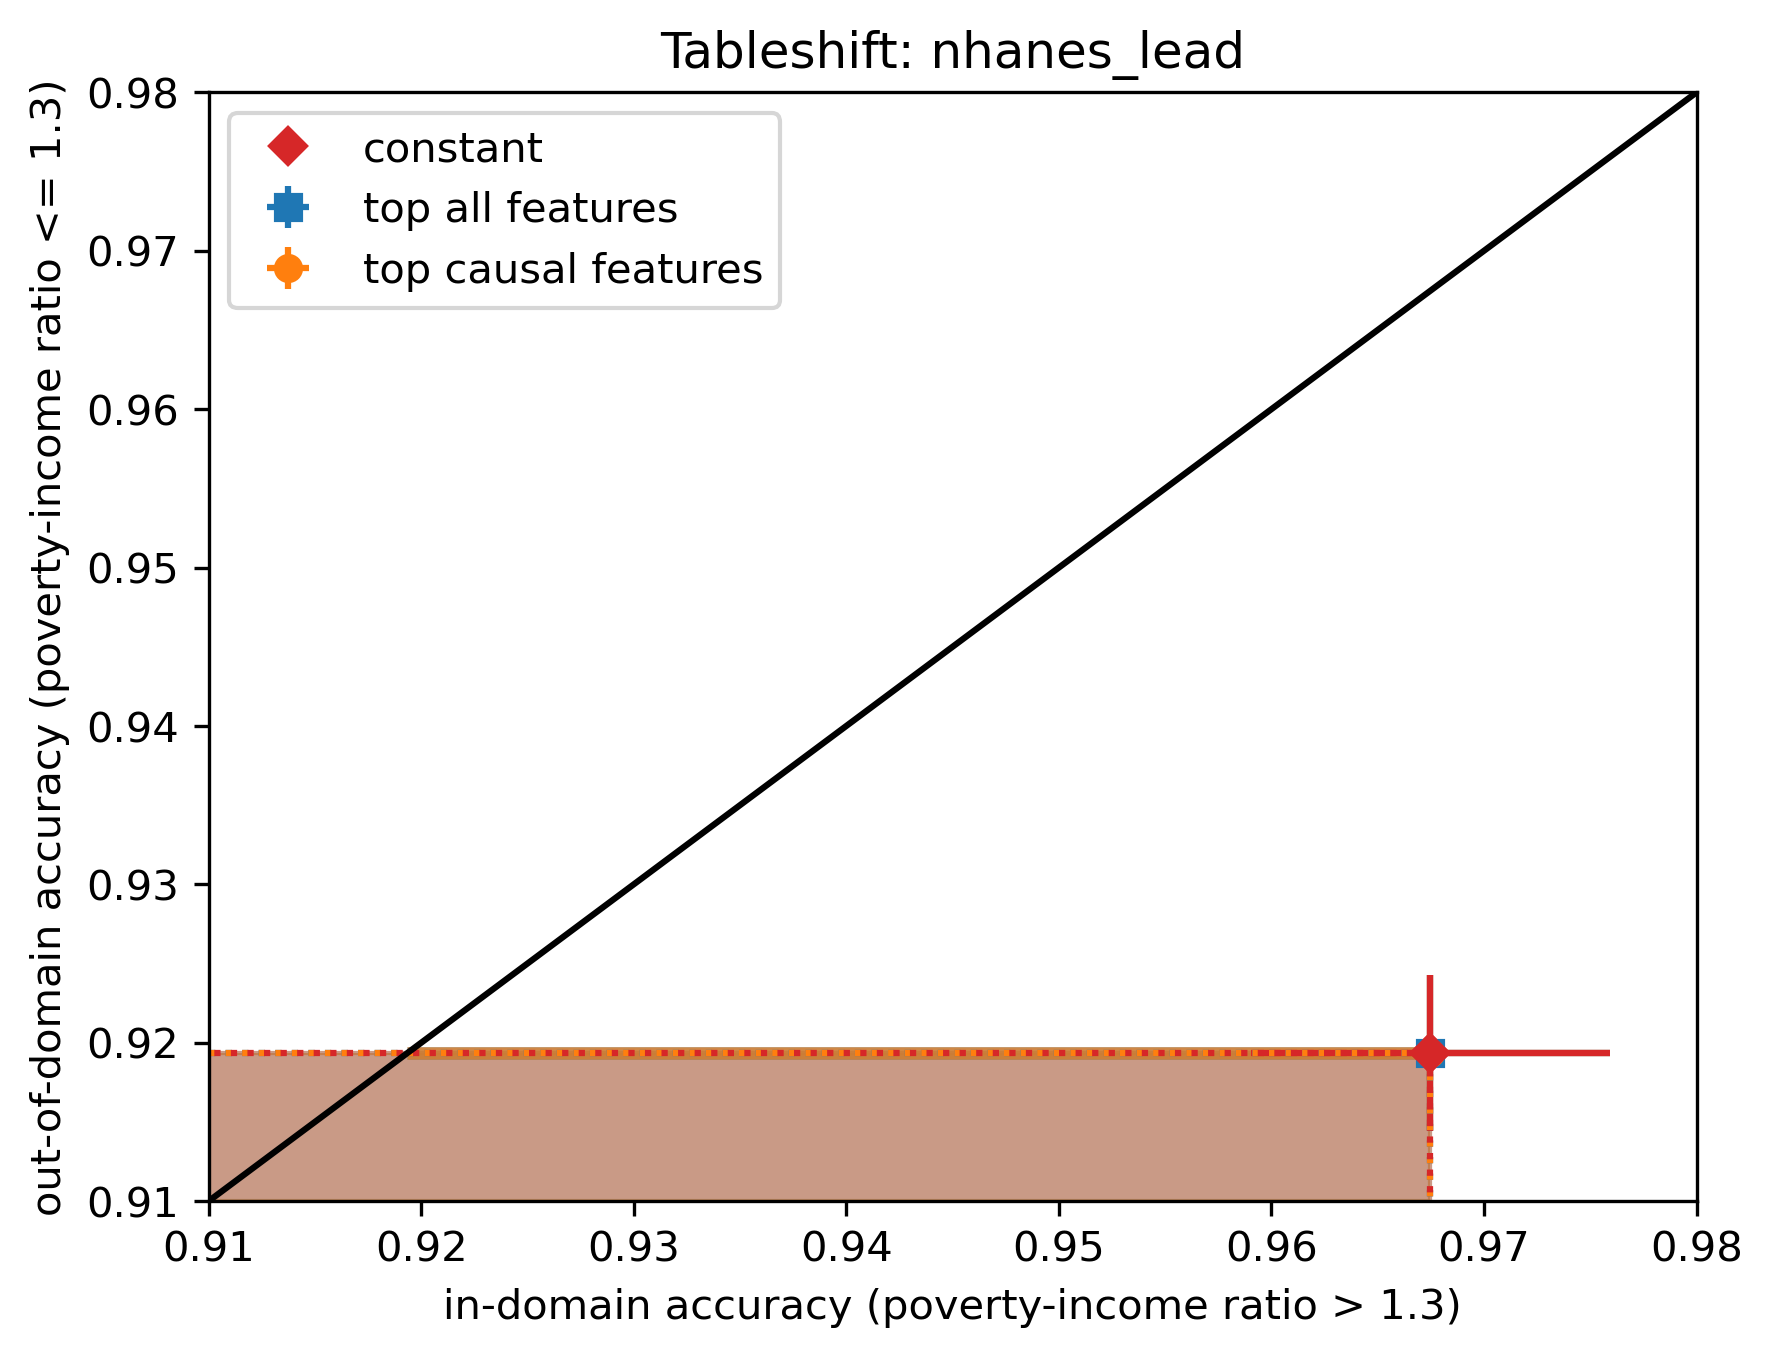 Tableshift: nhanes_lead
constant
top all features
top causal features
out-of-domain accuracy (poverty-income ratio <= 1.3)
0.98
0.97
0.96
0.95
0.94
0.93
0.92
0.91
0.91 0.92 0.93 0.94 0.95 0.96 0.97 0.98
in-domain accuracy (poverty-income ratio > 1.3)